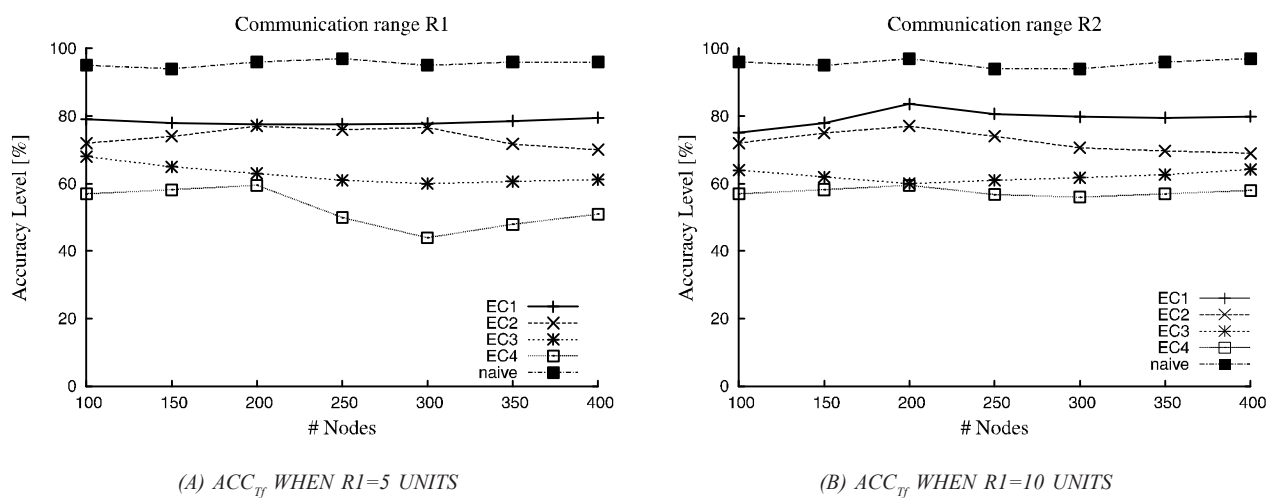 Communication range R1
Accuracy Level [%]
100
80
60
40
20
0
EC1
EC2
EC3
EC4
naive
100 150 200 250 300 350 400
# Nodes
(A) ACC_Tf WHEN R1=5 UNITS
Communication range R2
Accuracy Level [%]
100
80
60
40
20
0
EC1
EC2
EC3
EC4
naive
100 150 200 250 300 350 400
# Nodes
(B) ACC_Tf WHEN R1=10 UNITS